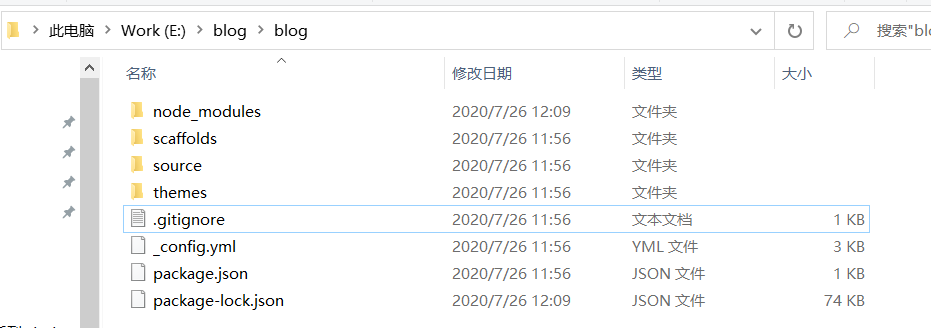 此电脑 Work (E:) blog blog 搜索"blo
名称 修改日期 类型 大小
node_modules 2020/7/26 12:09 文件夹
scaffolds 2020/7/26 11:56 文件夹
source 2020/7/26 11:56 文件夹
themes 2020/7/26 11:56 文件夹
.gitignore 2020/7/26 11:56 文本文档 1 KB
_config.yml 2020/7/26 11:56 YML 文件 3 KB
package.json 2020/7/26 11:56 JSON 文件 1 KB
package-lock.json 2020/7/26 12:09 JSON 文件 74 KB